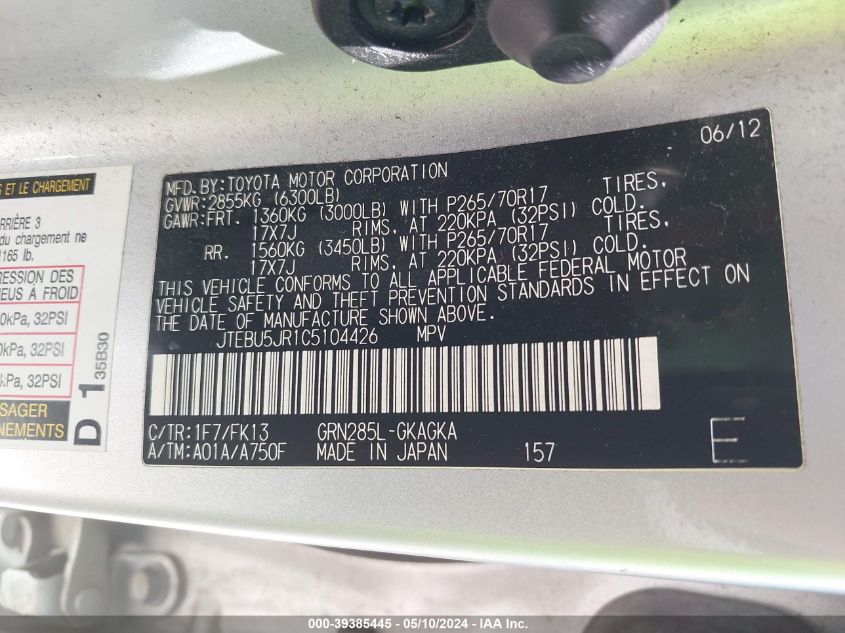 06/12
MFD. BY: TOYOTA MOTOR CORPORATION
GVWR: 2855KG (6300LB)
GAWR: FRT. 1360KG (3000LB) WITH P265/70R17 TIRES,
17X7J RIMS, AT 220KPA (32PSI) COLD.
RR. 1560KG (3450LB) WITH P265/70R17 TIRES,
17X7J RIMS, AT 220KPA (32PSI) COLD.
THIS VEHICLE CONFORMS TO ALL APPLICABLE FEDERAL MOTOR
VEHICLE SAFETY AND THEFT PREVENTION STANDARDS IN EFFECT ON
THE DATE OF MANUFACTURE SHOWN ABOVE.
JTEBU5JR1C5104426 MPV
C/TR: 1F7/FK13 GRN285L-GKAGKA
A/TM: A01A/A750F MADE IN JAPAN 157 E
ET LE CHARGEMENT
3
du chargement ne
165 lb.
DES
À FROID
kPa, 32PSI
kPa, 32PSI
kPa, 32PSI
D 1 35B30
000-39385445 - 05/10/2024 - IAA Inc.